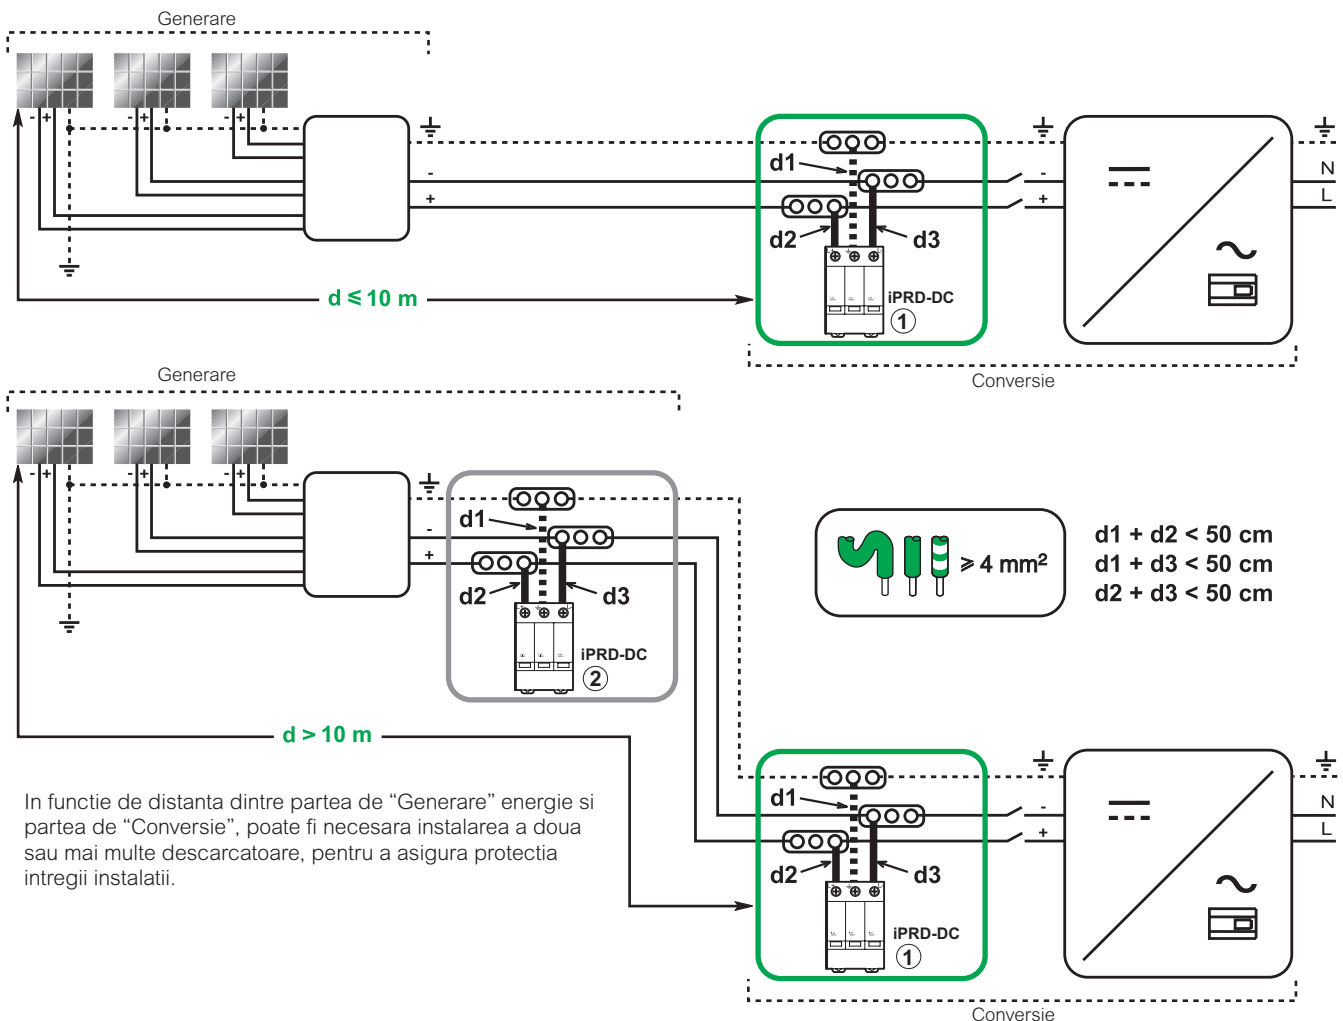 Generare
- + - + - +
-
+
d1
d2
d3
-
+
N
L
iPRD-DC
1
d ≤ 10 m
Conversie
Generare
- + - + - +
-
+
d1
d2
d3
iPRD-DC
2
≥ 4 mm²
d1 + d2 < 50 cm
d1 + d3 < 50 cm
d2 + d3 < 50 cm
d > 10 m
In functie de distanta dintre partea de “Generare” energie si
partea de “Conversie”, poate fi necesara instalarea a doua
sau mai multe descarcatoare, pentru a asigura protectia
intregii instalatii.
d1
d2
d3
-
+
N
L
iPRD-DC
1
Conversie